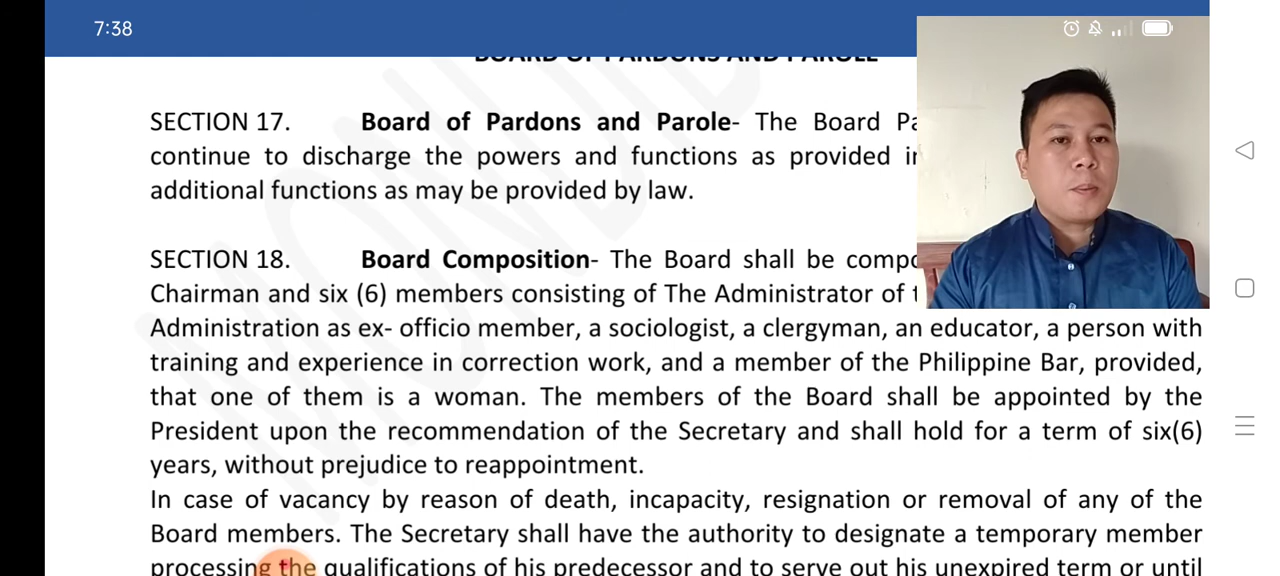 7:38
BOARD OF PARDONS AND PAROLE
SECTION 17. Board of Pardons and Parole- The Board
continue to discharge the powers and functions as provided
additional functions as may be provided by law.
SECTION 18. Board Composition- The Board shall be
Chairman and six (6) members consisting of The Administrator of
Administration as ex- officio member, a sociologist, a clergyman, an educator, a person with
training and experience in correction work, and a member of the Philippine Bar, provided,
that one of them is a woman. The members of the Board shall be appointed by the
President upon the recommendation of the Secretary and shall hold for a term of six(6)
years, without prejudice to reappointment.
In case of vacancy by reason of death, incapacity, resignation or removal of any of the
Board members. The Secretary shall have the authority to designate a temporary member
processing the qualifications of his predecessor and to serve out his unexpired term or until